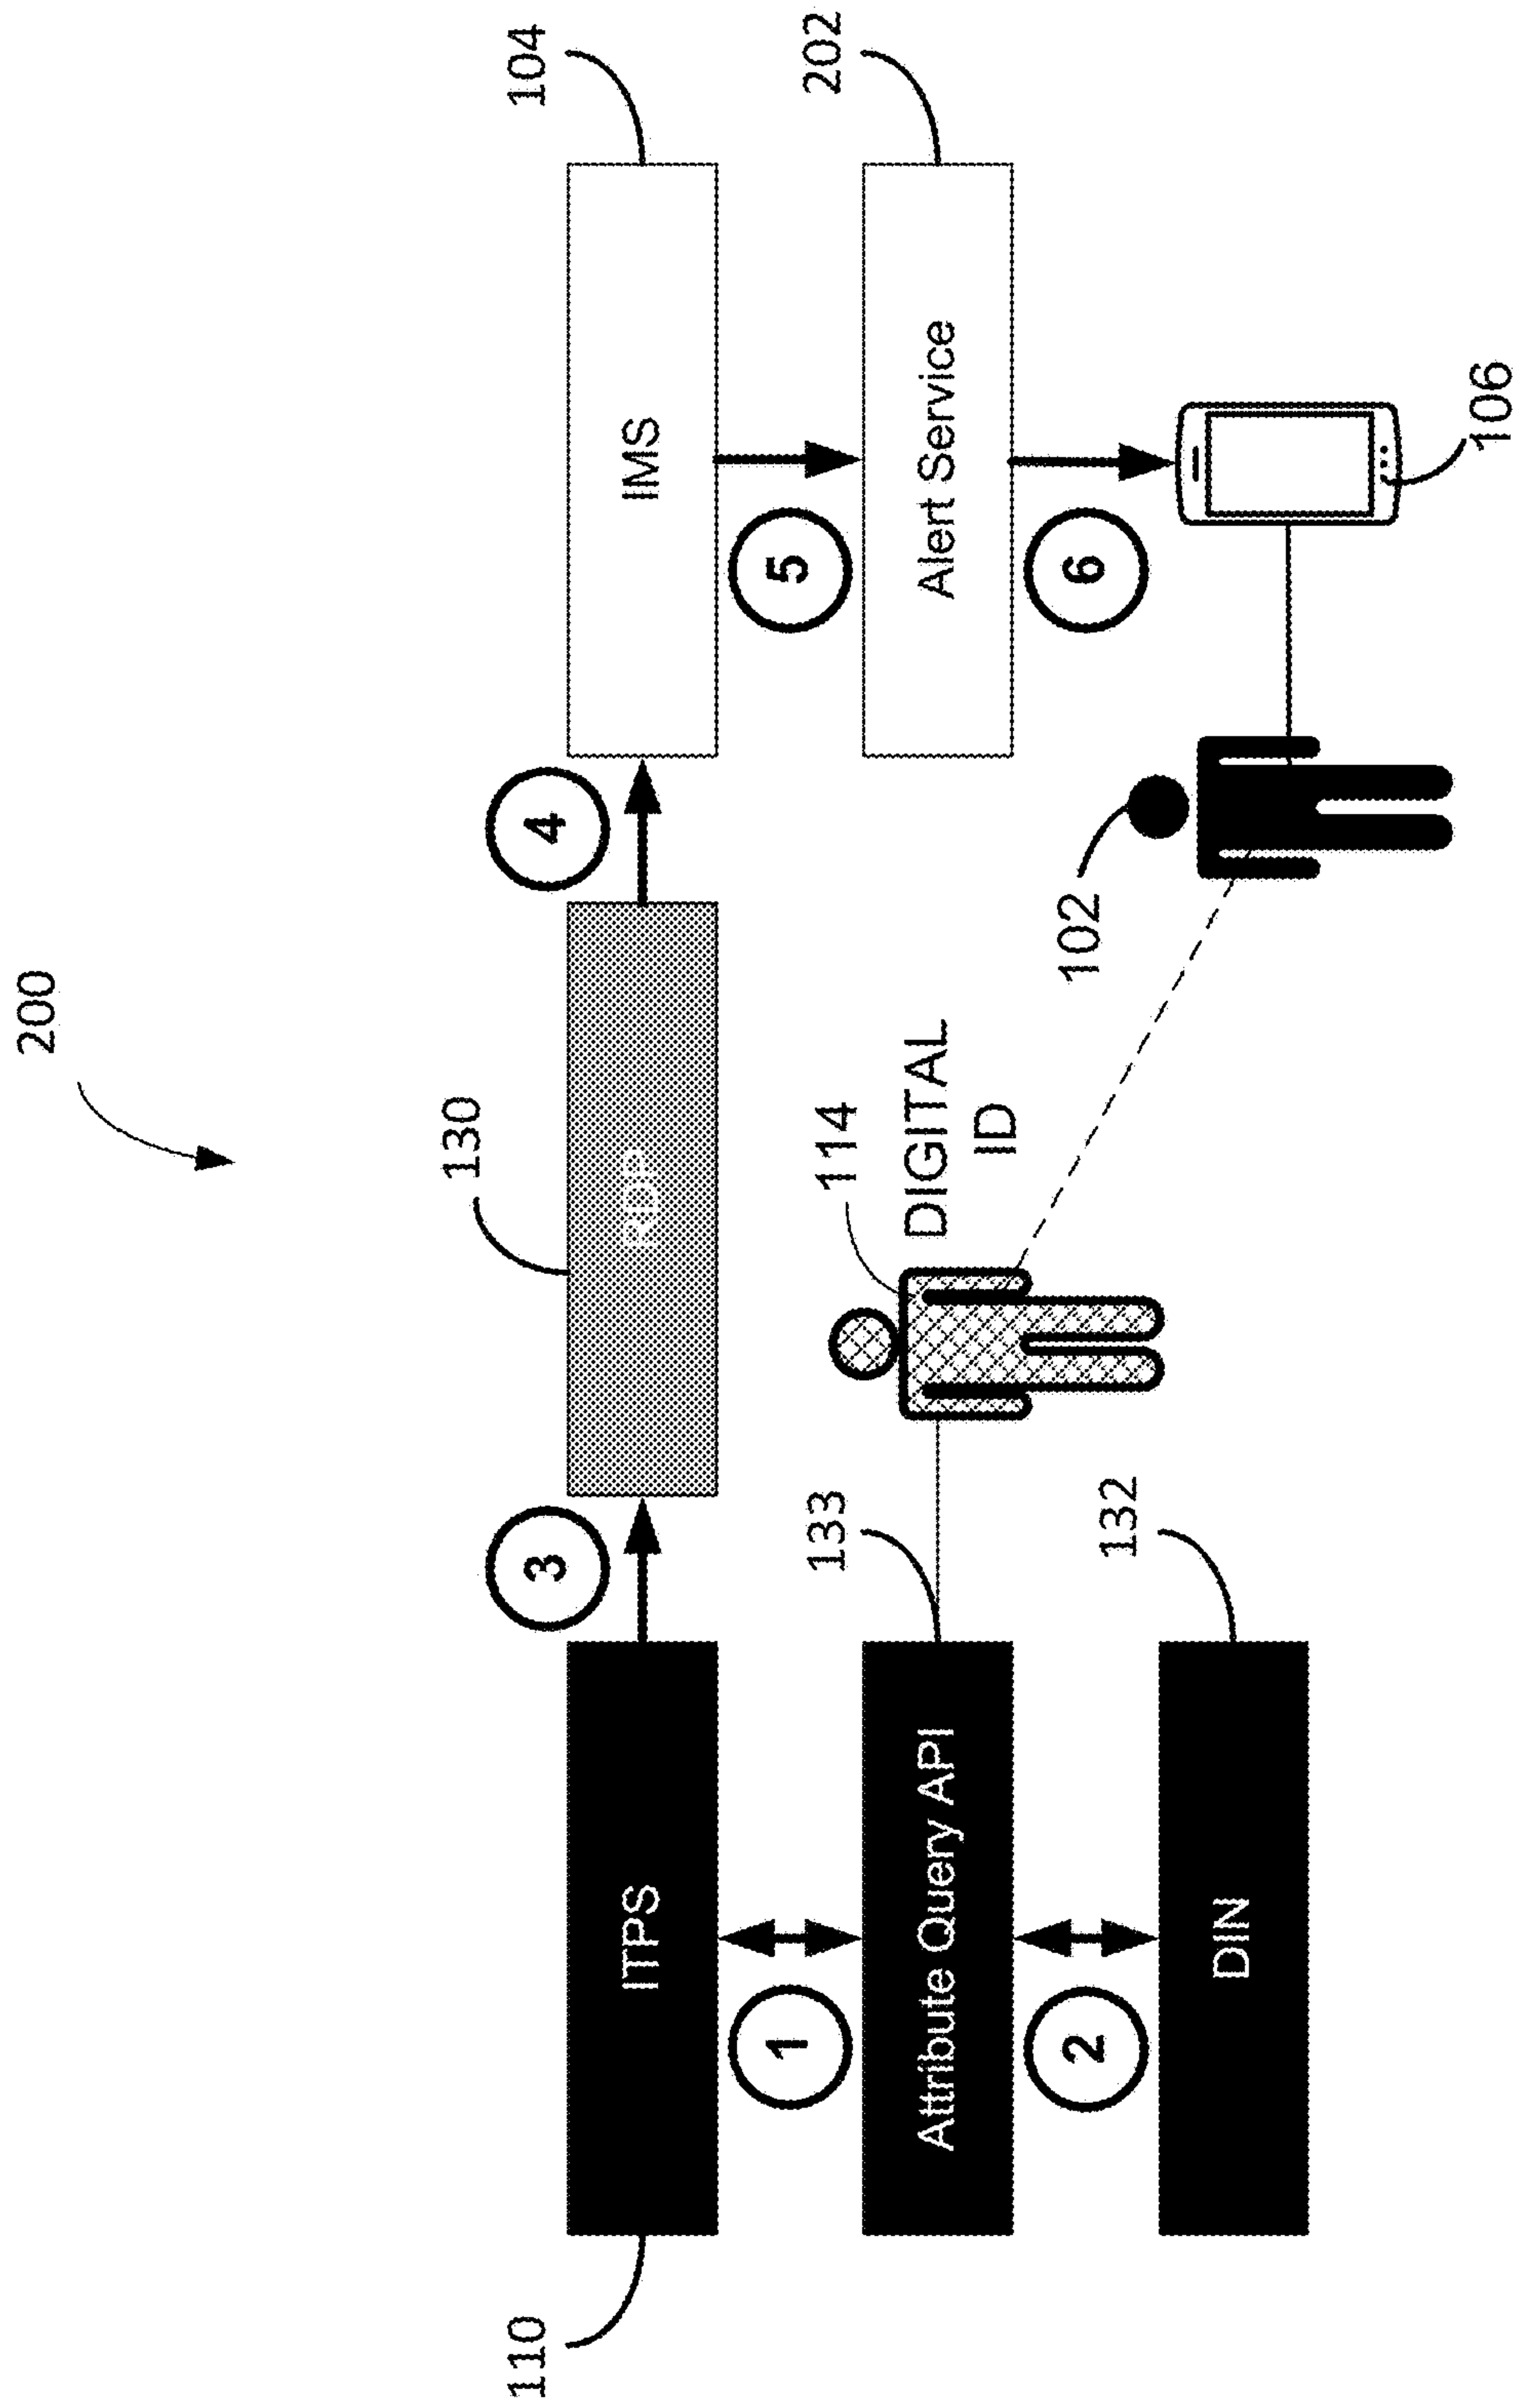 200
110
3
130
4
104
ITPS
IMS
1
5
133
114
202
Attribute Query API
DIGITAL
ID
Alert Service
2
102
6
132
DIN
106